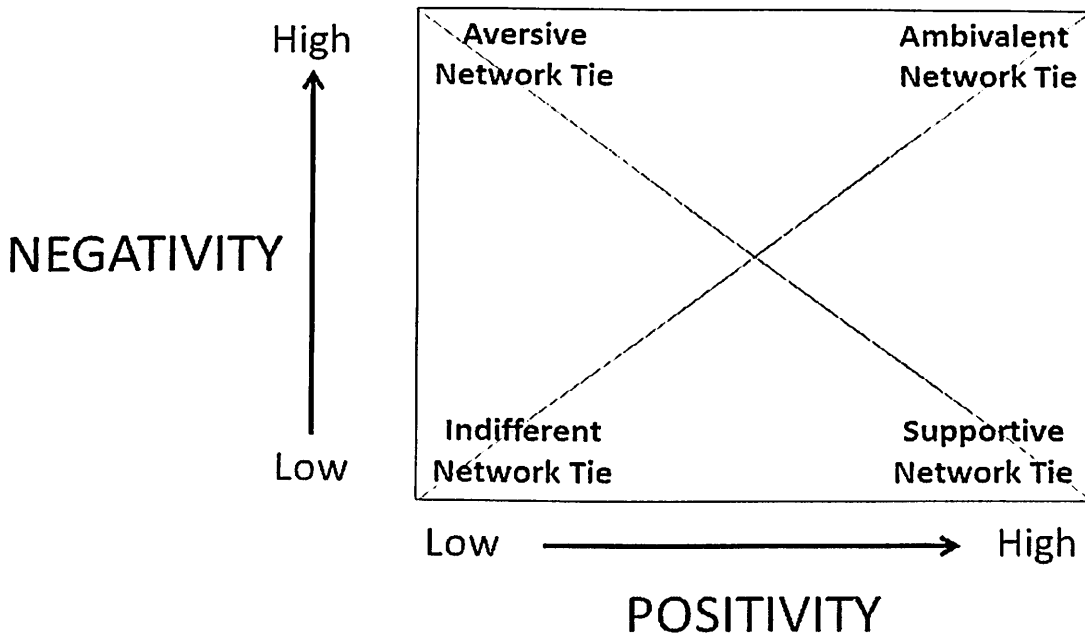 High
Aversive
Network Tie
Ambivalent
Network Tie
NEGATIVITY
Indifferent
Network Tie
Supportive
Network Tie
Low
Low
High
POSITIVITY